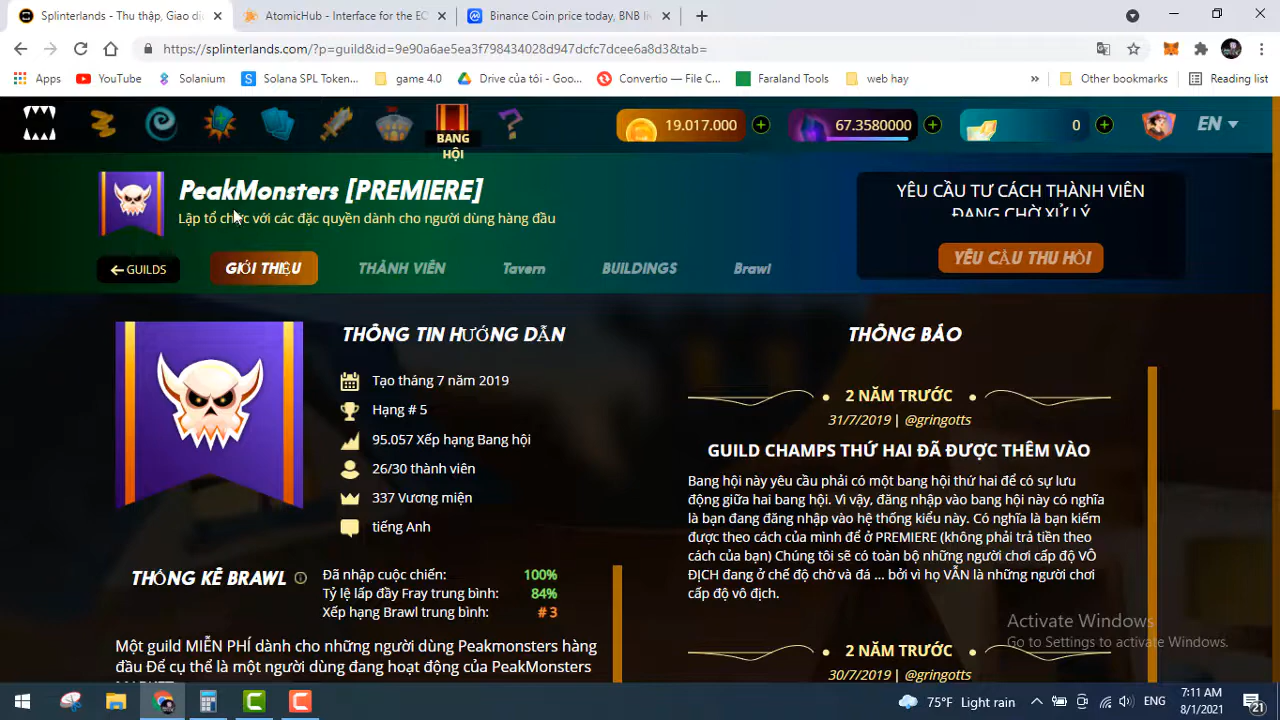 Splinterlands - Thu thập, Giao di
AtomicHub - Interface for the EC
Binance Coin price today, BNB liv
https://splinterlands.com/?p=guild&id=9e90a6ae5ea3f798434028d947dcfc7dcee6a8d3&tab=
Apps
YouTube
Solanium
Solana SPL Token...
game 4.0
Drive của tôi - Goo...
Convertio — File C...
Faraland Tools
web hay
»
Other bookmarks
Reading list
BANG
HỘI
19.017.000
67.3580000
0
EN
PeakMonsters [PREMIERE]
Lập tổ chức với các đặc quyền dành cho người dùng hàng đầu
YÊU CẦU TƯ CÁCH THÀNH VIÊN
ĐANG CHỜ XỬ LÝ
YÊU CẦU THU HỒI
GUILDS
GIỚI THIỆU
THÀNH VIÊN
Tavern
BUILDINGS
Brawl
THÔNG TIN HƯỚNG DẪN
Tạo tháng 7 năm 2019
Hạng # 5
95.057 Xếp hạng Bang hội
26/30 thành viên
337 Vương miện
tiếng Anh
THỐNG KÊ BRAWL
Đã nhập cuộc chiến: 100%
Tỷ lệ lấp đầy Fray trung bình: 84%
Xếp hạng Brawl trung bình: # 3
Một guild MIỄN PHÍ dành cho những người dùng Peakmonsters hàng
đầu Để cụ thể là một người dùng đang hoạt động của PeakMonsters
THÔNG BÁO
2 NĂM TRƯỚC
31/7/2019 | @gringotts
GUILD CHAMPS THỨ HAI ĐÃ ĐƯỢC THÊM VÀO
Bang hội này yêu cầu phải có một bang hội thứ hai để có sự lưu
động giữa hai bang hội. Vì vậy, đăng nhập vào bang hội này có nghĩa
là bạn đang đăng nhập vào hệ thống kiểu này. Có nghĩa là bạn kiếm
được theo cách của mình để ở PREMIERE (không phải trả tiền theo
cách của bạn) Chúng tôi sẽ có toàn bộ những người chơi cấp độ VÔ
ĐỊCH đang ở chế độ chờ và đá ... bởi vì họ VẪN là những người chơi
cấp độ vô địch.
2 NĂM TRƯỚC
30/7/2019 | @gringotts
Activate Windows
Go to Settings to activate Windows.
75°F Light rain
ENG
7:11 AM
8/1/2021
21